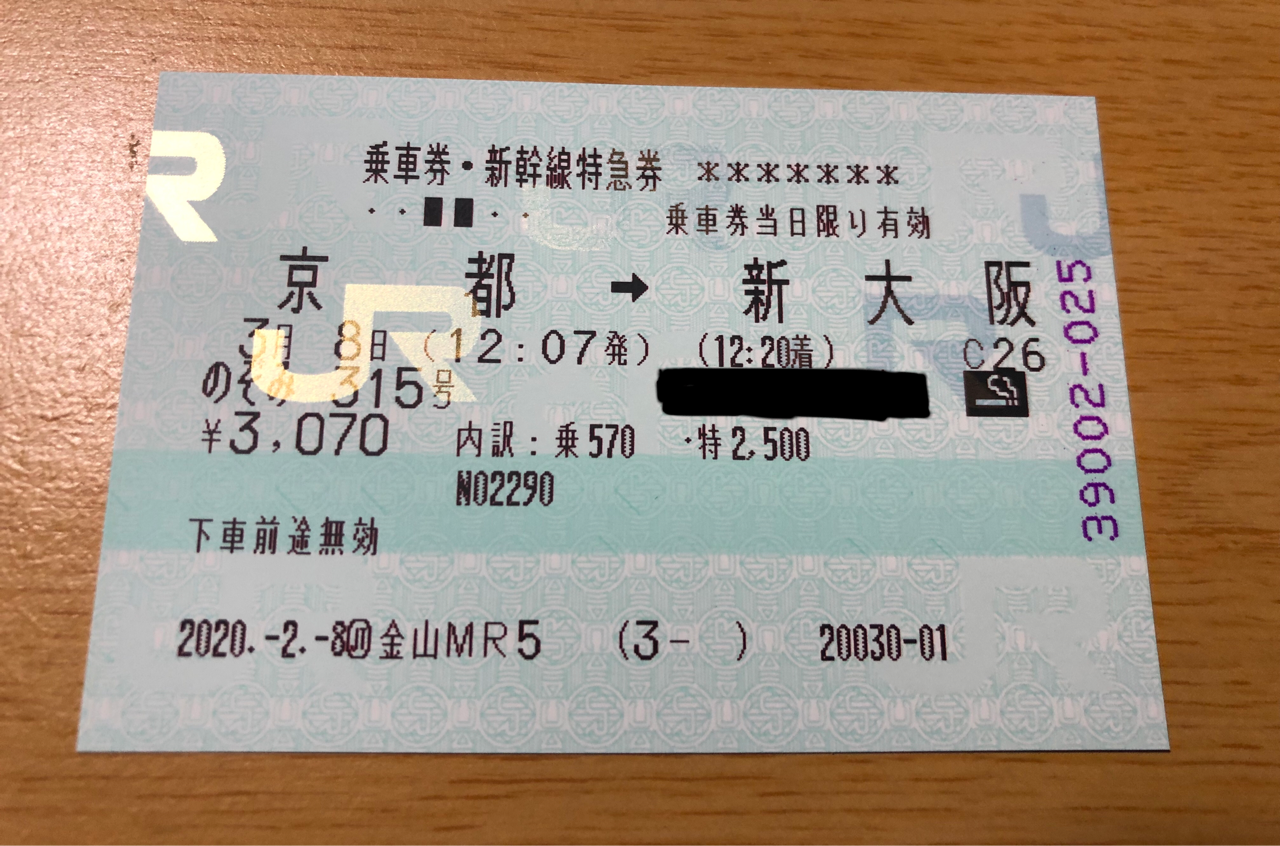 乗車券・新幹線特急券 *******
・・■■・・ 乗車券当日限り有効
京都 → 新大阪
3月 8日 (12:07発) (12:20着) C26
のぞみ 315号
¥3,070 内訳:乗570 ・特2,500
N02290
下車前途無効
2020.-2.-8 金山MR5 (3- ) 20030-01
39002-025
JR
JR